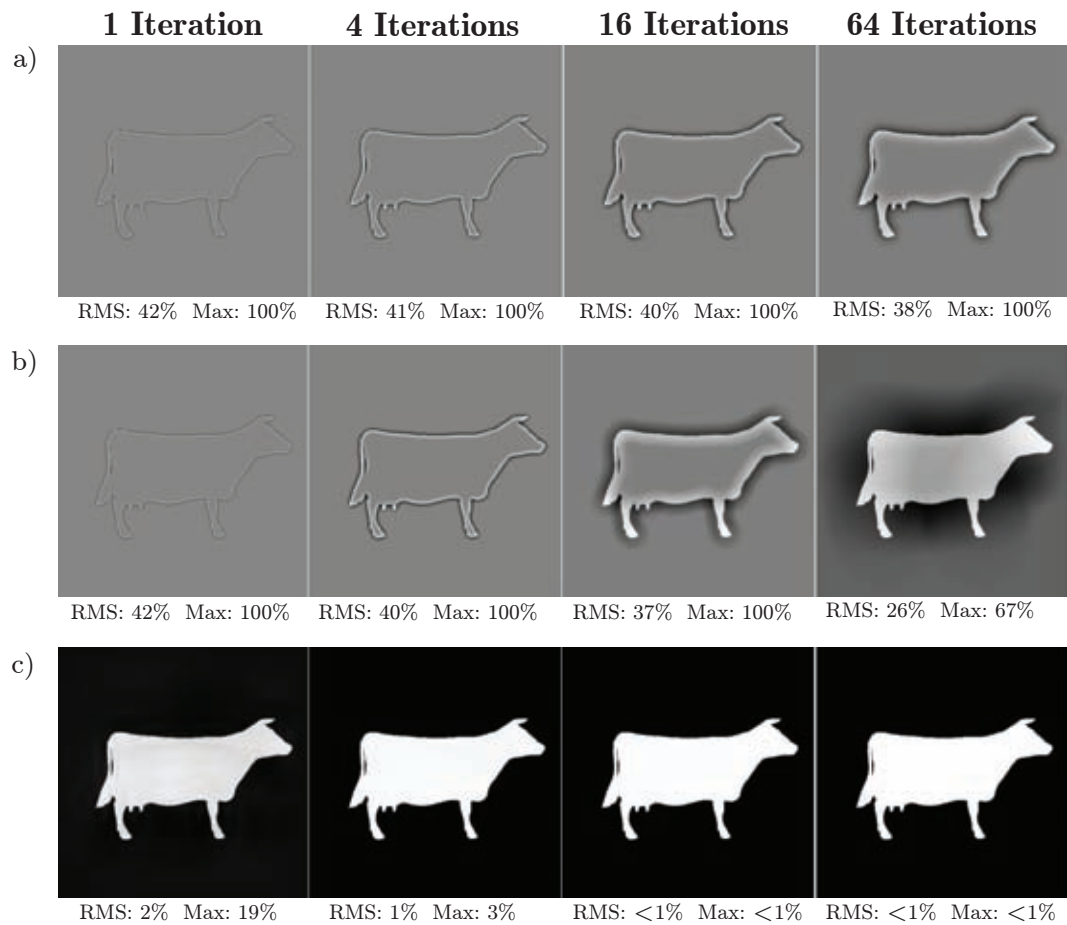 1 Iteration 4 Iterations 16 Iterations 64 Iterations
a)
RMS: 42% Max: 100% RMS: 41% Max: 100% RMS: 40% Max: 100% RMS: 38% Max: 100%
b)
RMS: 42% Max: 100% RMS: 40% Max: 100% RMS: 37% Max: 100% RMS: 26% Max: 67%
c)
RMS: 2% Max: 19% RMS: 1% Max: 3% RMS: <1% Max: <1% RMS: <1% Max: <1%